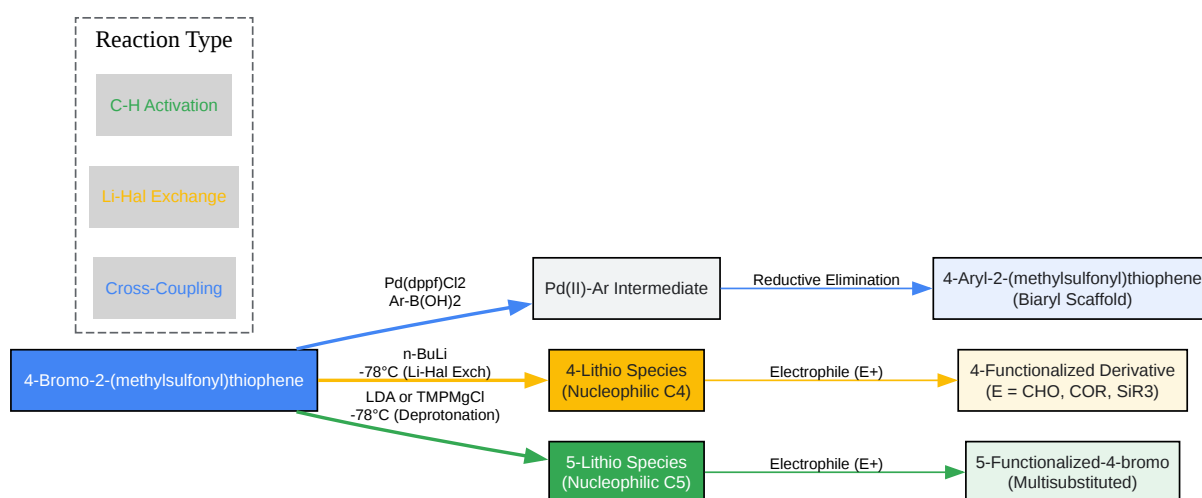 Reaction Type
C-H Activation
Li-Hal Exchange
Cross-Coupling
4-Bromo-2-(methylsulfonyl)thiophene
Pd(dppf)Cl2
Ar-B(OH)2
Pd(II)-Ar Intermediate
Reductive Elimination
4-Aryl-2-(methylsulfonyl)thiophene
(Biaryl Scaffold)
n-BuLi
-78°C (Li-Hal Exch)
4-Lithio Species
(Nucleophilic C4)
Electrophile (E+)
4-Functionalized Derivative
(E = CHO, COR, SiR3)
LDA or TMPMgCl
-78°C (Deprotonation)
5-Lithio Species
(Nucleophilic C5)
Electrophile (E+)
5-Functionalized-4-bromo
(Multisubstituted)